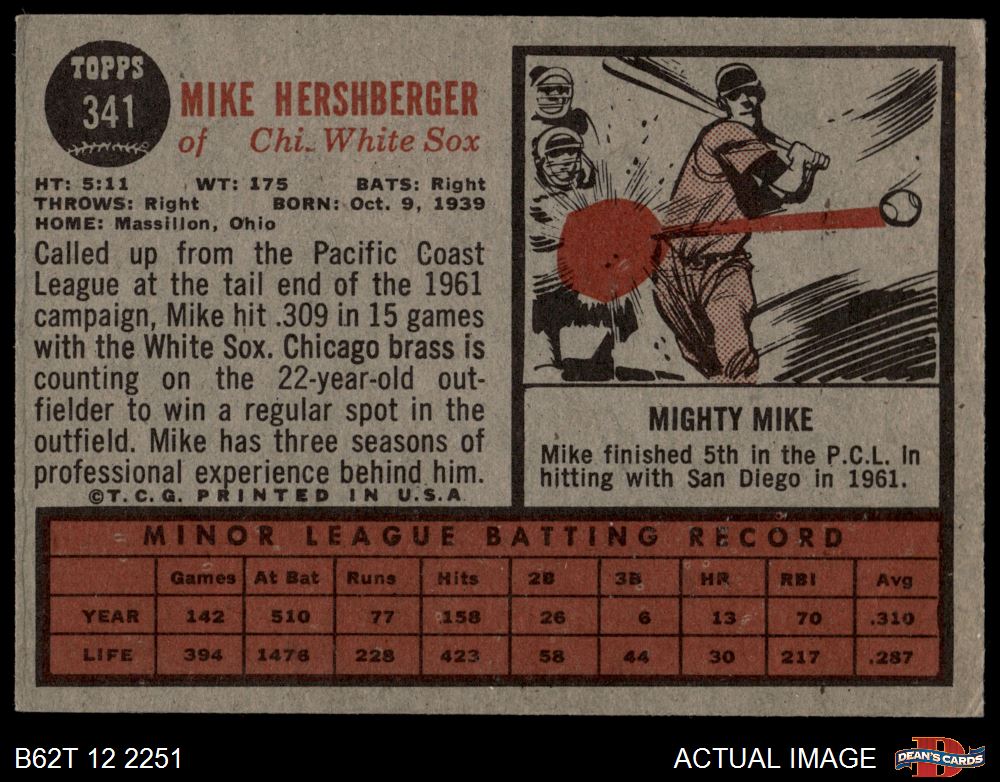 TOPPS
341
MIKE HERSHBERGER
of Chi. White Sox
HT: 5:11 WT: 175 BATS: Right
THROWS: Right BORN: Oct. 9, 1939
HOME: Massillon, Ohio
Called up from the Pacific Coast
League at the tail end of the 1961
campaign, Mike hit .309 in 15 games
with the White Sox. Chicago brass is
counting on the 22-year-old out-
fielder to win a regular spot in the
outfield. Mike has three seasons of
professional experience behind him.
©T.C.G. PRINTED IN U.S.A.
MIGHTY MIKE
Mike finished 5th in the P.C.L. In
hitting with San Diego in 1961.
MINOR LEAGUE BATTING RECORD
Games At Bat Runs Hits 2B 3B HR RBI Avg
YEAR 142 510 77 158 26 6 13 70 .310
LIFE 394 1476 228 423 58 44 30 217 .287
B62T 12 2251 ACTUAL IMAGE D DEAN'S CARDS